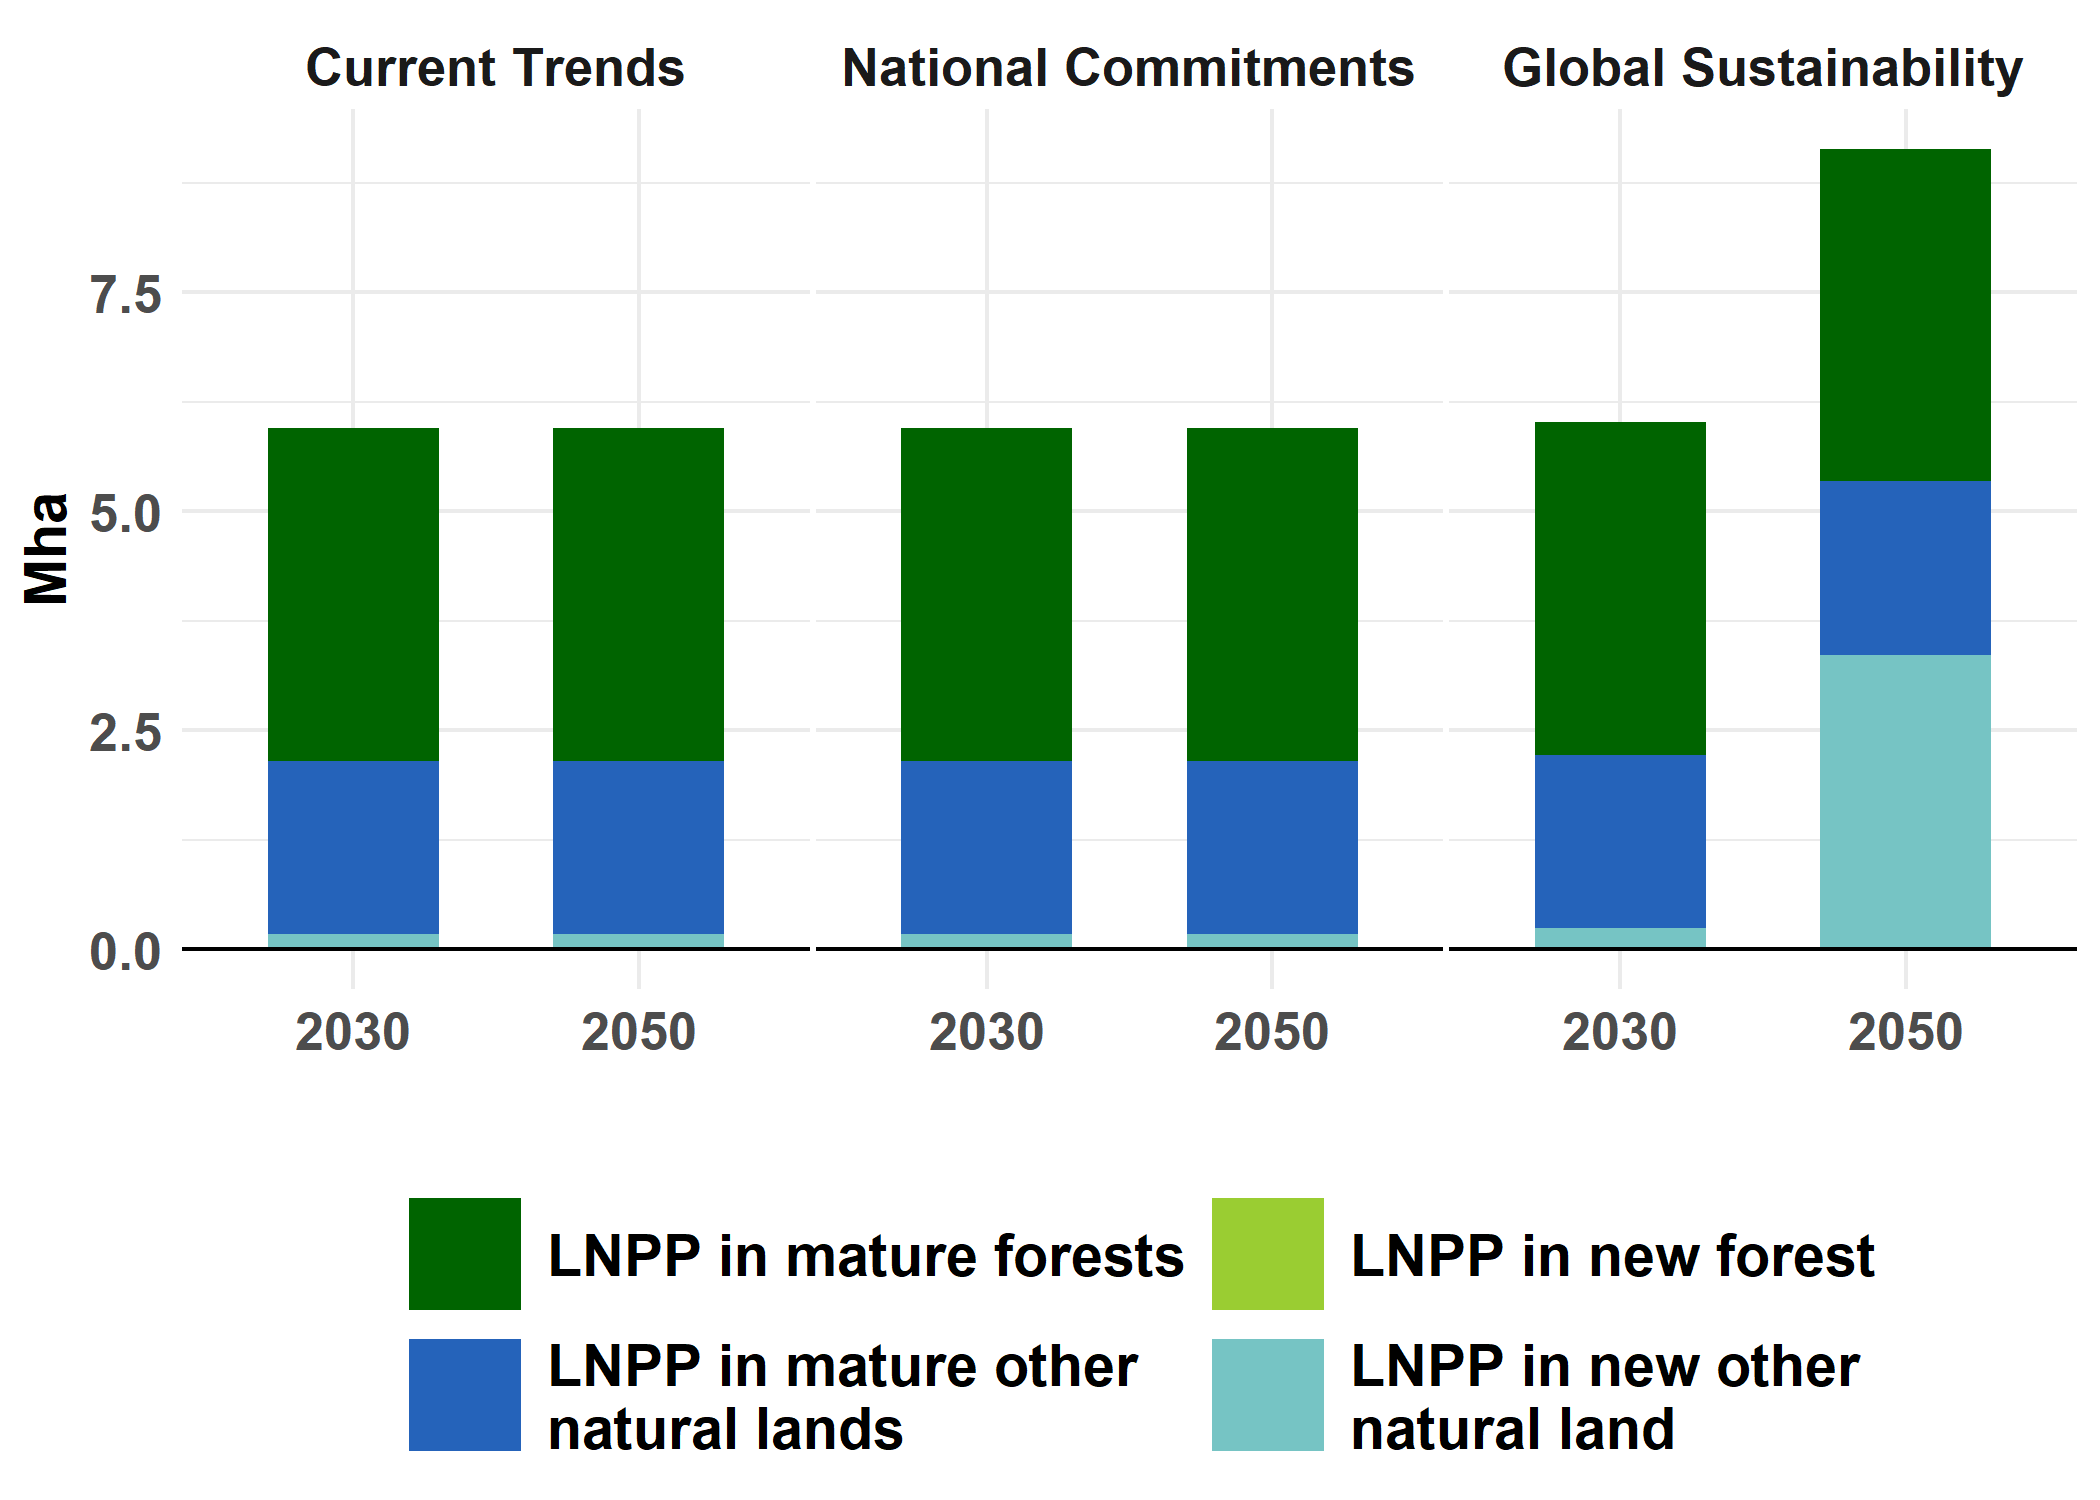 Current Trends National Commitments Global Sustainability
7.5
5.0
2.5
0.0
Mha
2030 2050 2030 2050 2030 2050
LNPP in mature forests LNPP in new forest
LNPP in mature other LNPP in new other
natural lands natural land